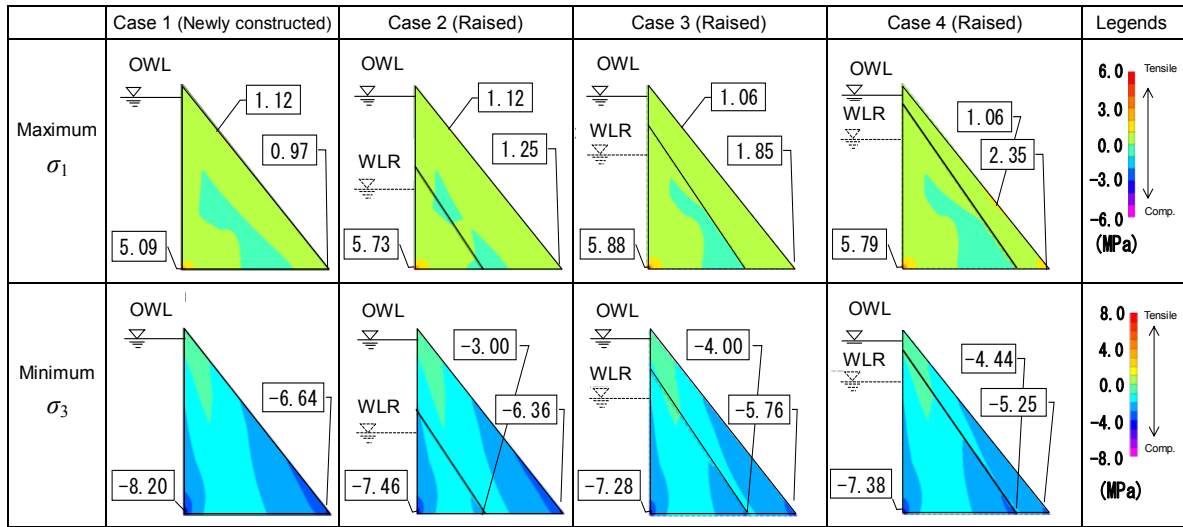 Case 1 (Newly constructed) Case 2 (Raised) Case 3 (Raised) Case 4 (Raised) Legends
Maximum
σ1
OWL
1.12
0.97
5.09
OWL
WLR
1.12
1.25
5.73
OWL
WLR
1.06
1.85
5.88
OWL
WLR
1.06
2.35
5.79
6.0 Tensile
3.0
0.0
-3.0
-6.0 Comp.
(MPa)
Minimum
σ3
OWL
-6.64
-8.20
OWL
WLR
-3.00
-6.36
-7.46
OWL
WLR
-4.00
-5.76
-7.28
OWL
WLR
-4.44
-5.25
-7.38
8.0 Tensile
4.0
0.0
-4.0
-8.0 Comp.
(MPa)